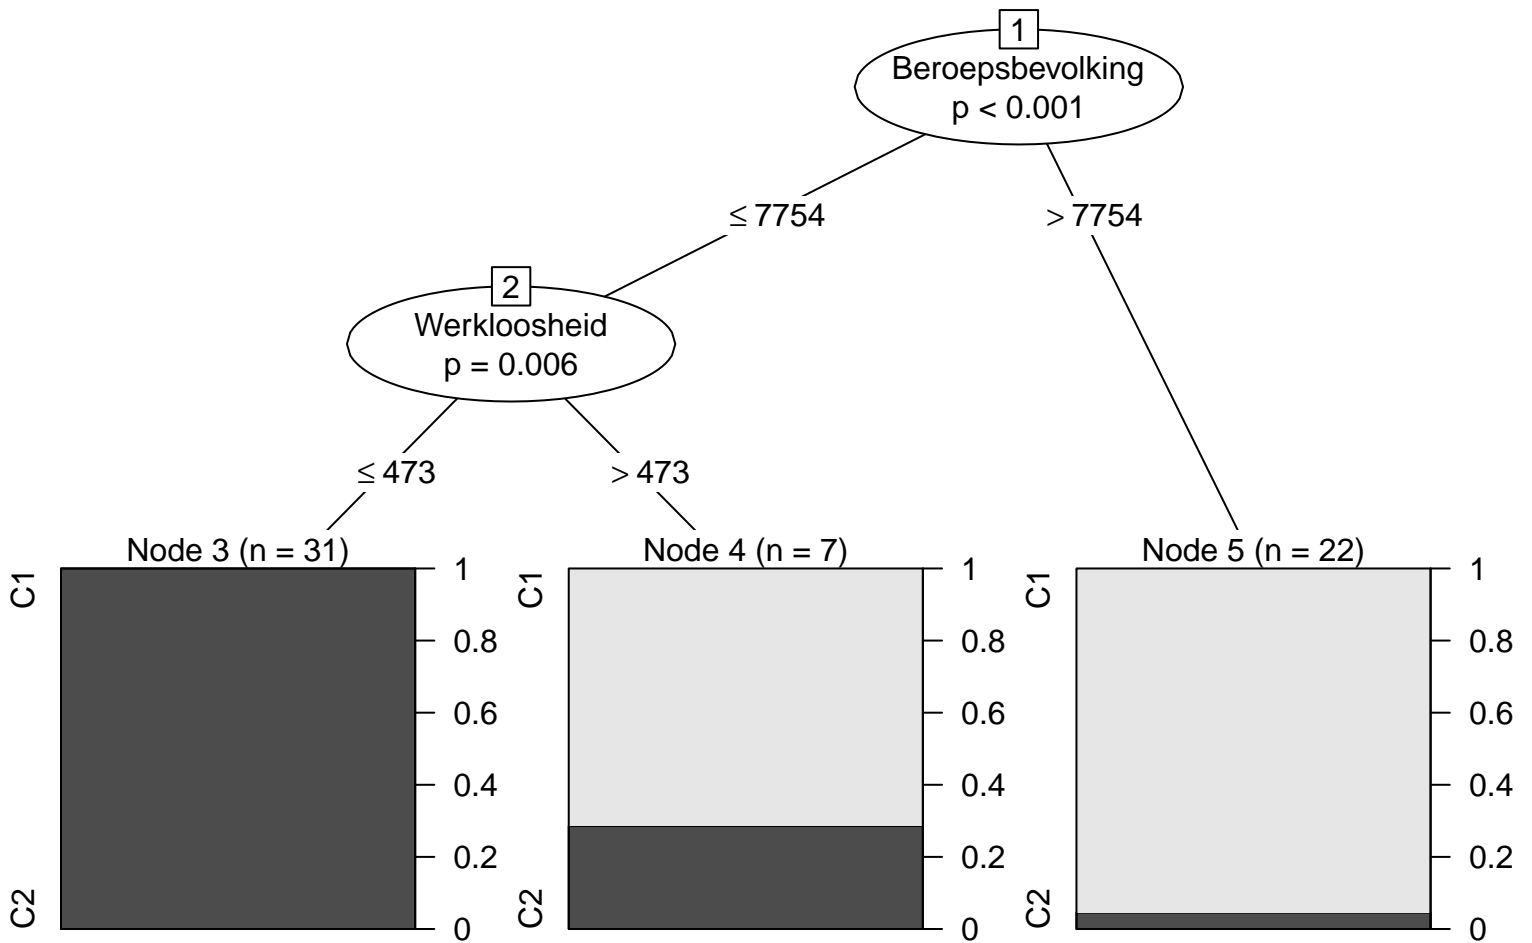 1
Beroepsbevolking
p < 0.001
≤ 7754
> 7754
2
Werkloosheid
p = 0.006
≤ 473
> 473
Node 3 (n = 31)
C1
C2
1
0.8
0.6
0.4
0.2
0
Node 4 (n = 7)
C1
C2
1
0.8
0.6
0.4
0.2
0
Node 5 (n = 22)
C1
C2
1
0.8
0.6
0.4
0.2
0